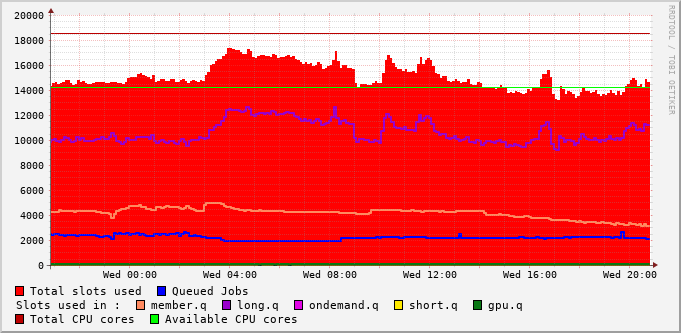 20000
18000
16000
14000
12000
10000
8000
6000
4000
2000
0
Wed 00:00 Wed 04:00 Wed 08:00 Wed 12:00 Wed 16:00 Wed 20:00
RRDTOOL / TOBI OETIKER
Total slots used Queued Jobs
Slots used in : member.q long.q ondemand.q short.q gpu.q
Total CPU cores Available CPU cores